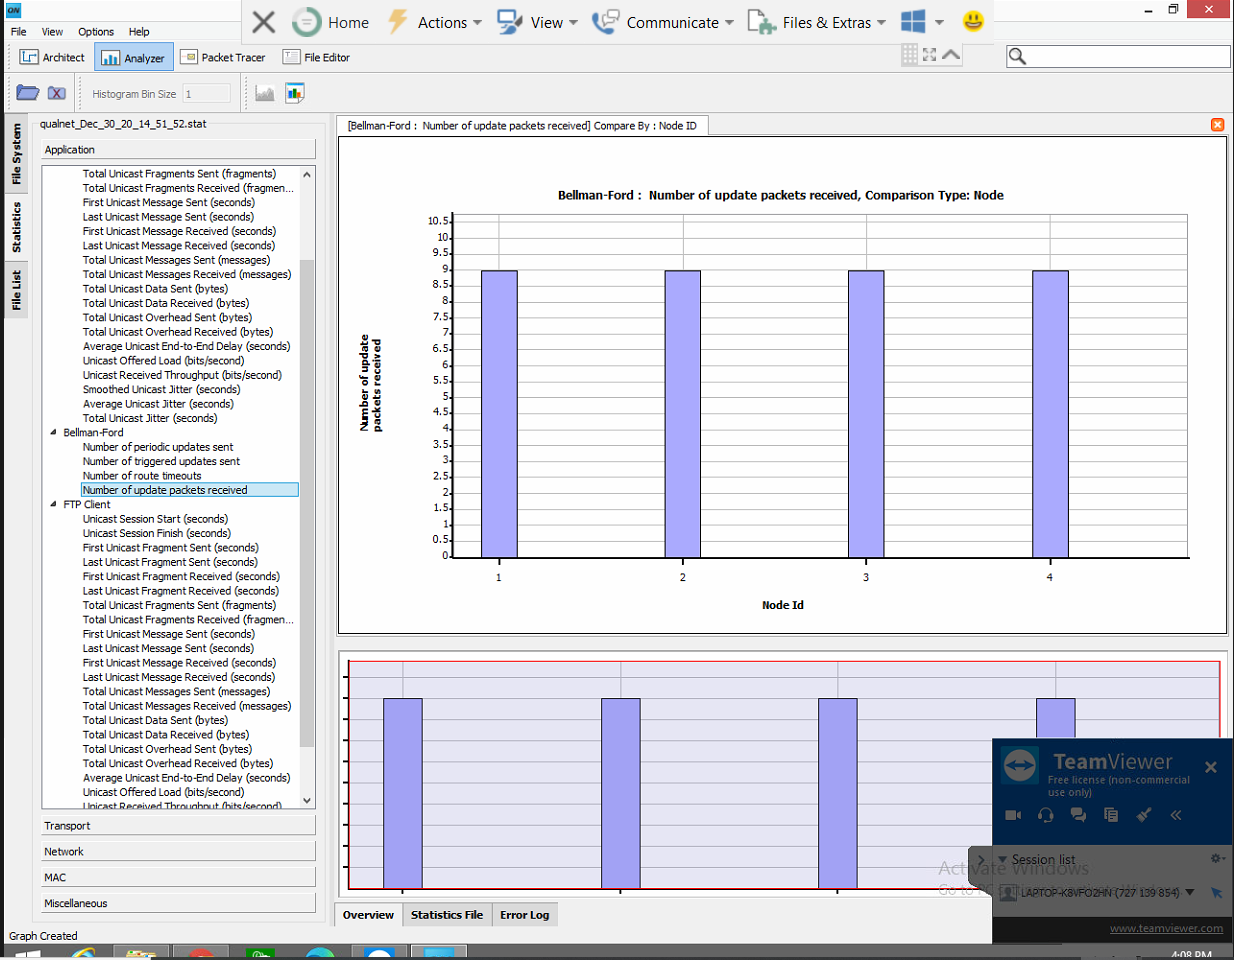 QN
Home
Actions
View
Communicate
Files & Extras
File
View
Options
Help
Architect
Analyzer
Packet Tracer
File Editor
Histogram Bin Size
1
File System
Statistics
File List
qualnet_Dec_30_20_14_51_52.stat
Application
Total Unicast Fragments Sent (fragments)
Total Unicast Fragments Received (fragmen...
First Unicast Message Sent (seconds)
Last Unicast Message Sent (seconds)
First Unicast Message Received (seconds)
Last Unicast Message Received (seconds)
Total Unicast Messages Sent (messages)
Total Unicast Messages Received (messages)
Total Unicast Data Sent (bytes)
Total Unicast Data Received (bytes)
Total Unicast Overhead Sent (bytes)
Total Unicast Overhead Received (bytes)
Average Unicast End-to-End Delay (seconds)
Unicast Offered Load (bits/second)
Unicast Received Throughput (bits/second)
Smoothed Unicast Jitter (seconds)
Average Unicast Jitter (seconds)
Total Unicast Jitter (seconds)
Bellman-Ford
Number of periodic updates sent
Number of triggered updates sent
Number of route timeouts
Number of update packets received
FTP Client
Unicast Session Start (seconds)
Unicast Session Finish (seconds)
First Unicast Fragment Sent (seconds)
Last Unicast Fragment Sent (seconds)
First Unicast Fragment Received (seconds)
Last Unicast Fragment Received (seconds)
Total Unicast Fragments Sent (fragments)
Total Unicast Fragments Received (fragmen...
First Unicast Message Sent (seconds)
Last Unicast Message Sent (seconds)
First Unicast Message Received (seconds)
Last Unicast Message Received (seconds)
Total Unicast Messages Sent (messages)
Total Unicast Messages Received (messages)
Total Unicast Data Sent (bytes)
Total Unicast Data Received (bytes)
Total Unicast Overhead Sent (bytes)
Total Unicast Overhead Received (bytes)
Average Unicast End-to-End Delay (seconds)
Unicast Offered Load (bits/second)
Unicast Received Throughput (bits/second)
Transport
Network
MAC
Miscellaneous
Graph Created
[Bellman-Ford : Number of update packets received] Compare By : Node ID
Bellman-Ford : Number of update packets received, Comparison Type: Node
Number of update
packets received
10.5
10
9.5
9
8.5
8
7.5
7
6.5
6
5.5
5
4.5
4
3.5
3
2.5
2
1.5
1
0.5
0
1
2
3
4
Node Id
Overview
Statistics File
Error Log
TeamViewer
Free license (non-commercial
use only)
Session list
Activate Windows
LAPTOP-K8VFO2HN (727 139 854)
www.teamviewer.com
4:08 PM